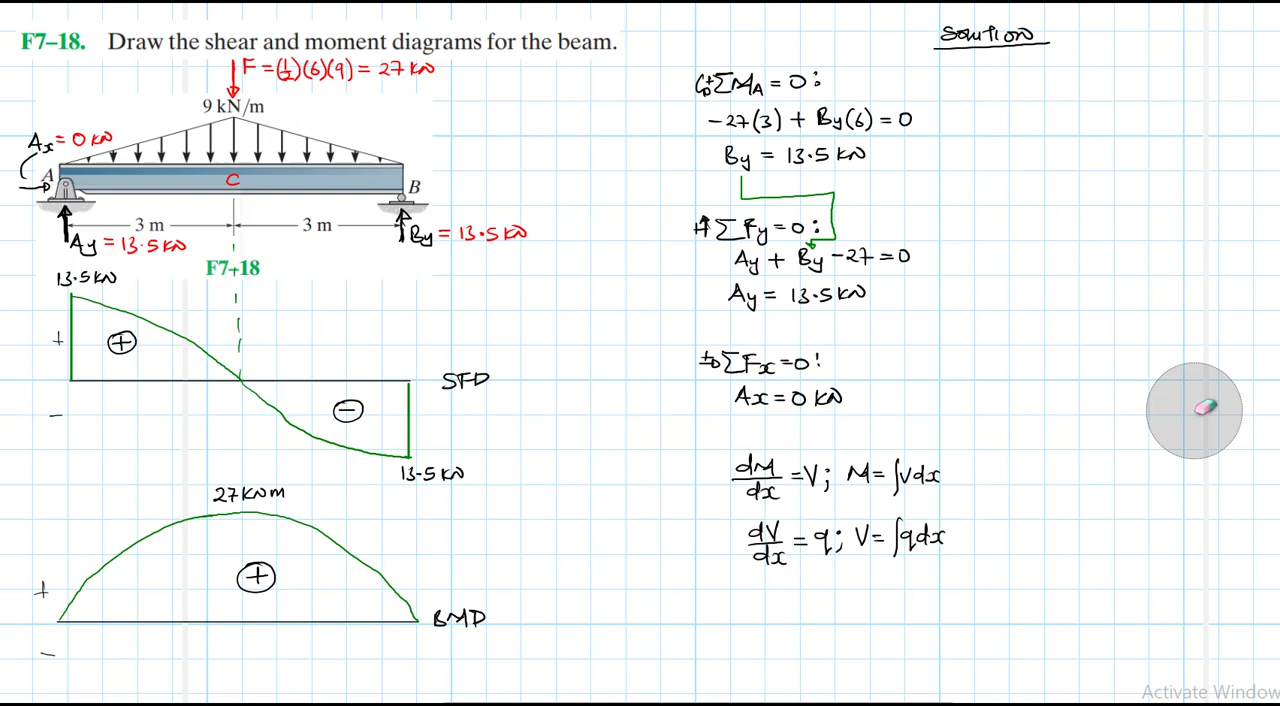 F7–18. Draw the shear and moment diagrams for the beam.
F = (1/2)(6)(9) = 27 kN
9 kN/m
Ax = 0 kN
A
C
B
3 m
3 m
Ay = 13.5 kN
By = 13.5 kN
F7–18
13.5 kN
+
+
SFD
−
−
13.5 kN
27 kNm
+
+
BMD
−
Solution
+ΣMA = 0:
-27(3) + By(6) = 0
By = 13.5 kN
+↑ΣFy = 0:
Ay + By - 27 = 0
Ay = 13.5 kN
+→ΣFx = 0:
Ax = 0 kN
dM/dx = V; M = ∫Vdx
dV/dx = q; V = ∫qdx
Activate Window